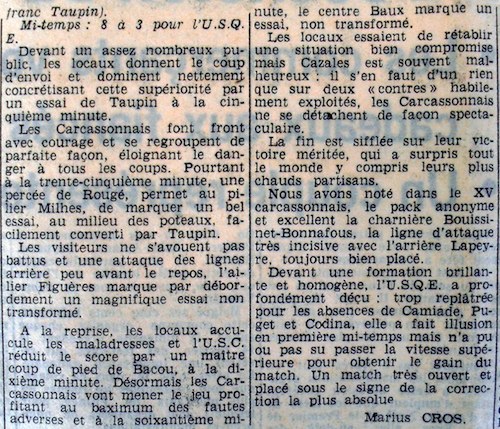 franc Taupin).
Mi-temps : 8 à 3 pour l'U.S.Q.
E.
Devant un assez nombreux pu-
blic, les locaux donnent le coup
d'envoi et dominent nettement
concrétisant cette supériorité par
un essai de Taupin à la cin-
quième minute.
Les Carcassonnais font front
avec courage et se regroupent de
parfaite façon, éloignant le dan-
ger à tous les coups. Pourtant
à la trente-cinquième minute, une
percée de Rougé, permet au pi-
lier Milhes, de marquer un bel
essai, au milieu des poteaux, fa-
cilement converti par Taupin.
Les visiteurs ne s'avouent pas
battus et une attaque des lignes
arrière peu avant le repos, l'ai-
lier Figuères marque par débor-
dement un magnifique essai non
transformé.
A la reprise, les locaux accu-
cule les maladresses et l'U.S.C.
réduit le score par un maître
coup de pied de Bacou, à la di-
xième minute. Désormais les Car-
cassonnais vont mener le jeu pro-
fitant au baximum des fautes
adverses et à la soixantième mi-
nute, le centre Baux marque un
essai, non transformé.
Les locaux essaient de rétablir
une situation bien compromise
mais Cazales est souvent mal-
heureux : il s'en faut d'un rien
que sur deux « contres » habile-
ment exploités, les Carcassonnais
ne se détachent de façon specta-
culaire.
La fin est sifflée sur leur vic-
toire méritée, qui a surpris tout
le monde y compris leurs plus
chauds partisans.
Nous avons noté dans le XV
carcassonnais, le pack anonyme
et excellent la charnière Bouissi-
net-Bonnafous, la ligne d'attaque
très incisive avec l'arrière Lapey-
re, toujours bien placé.
Devant une formation brillan-
te et homogène, l'U.S.Q.E. a pro-
fondément déçu : trop replâtrée
pour les absences de Camiade, Pu-
get et Codina, elle a fait illusion
en première mi-temps mais n'a pu
ou pas su passer la vitesse supé-
rieure pour obtenir le gain du
match. Un match très ouvert et
placé sous le signe de la correc-
tion la plus absolue
Marius CROS.